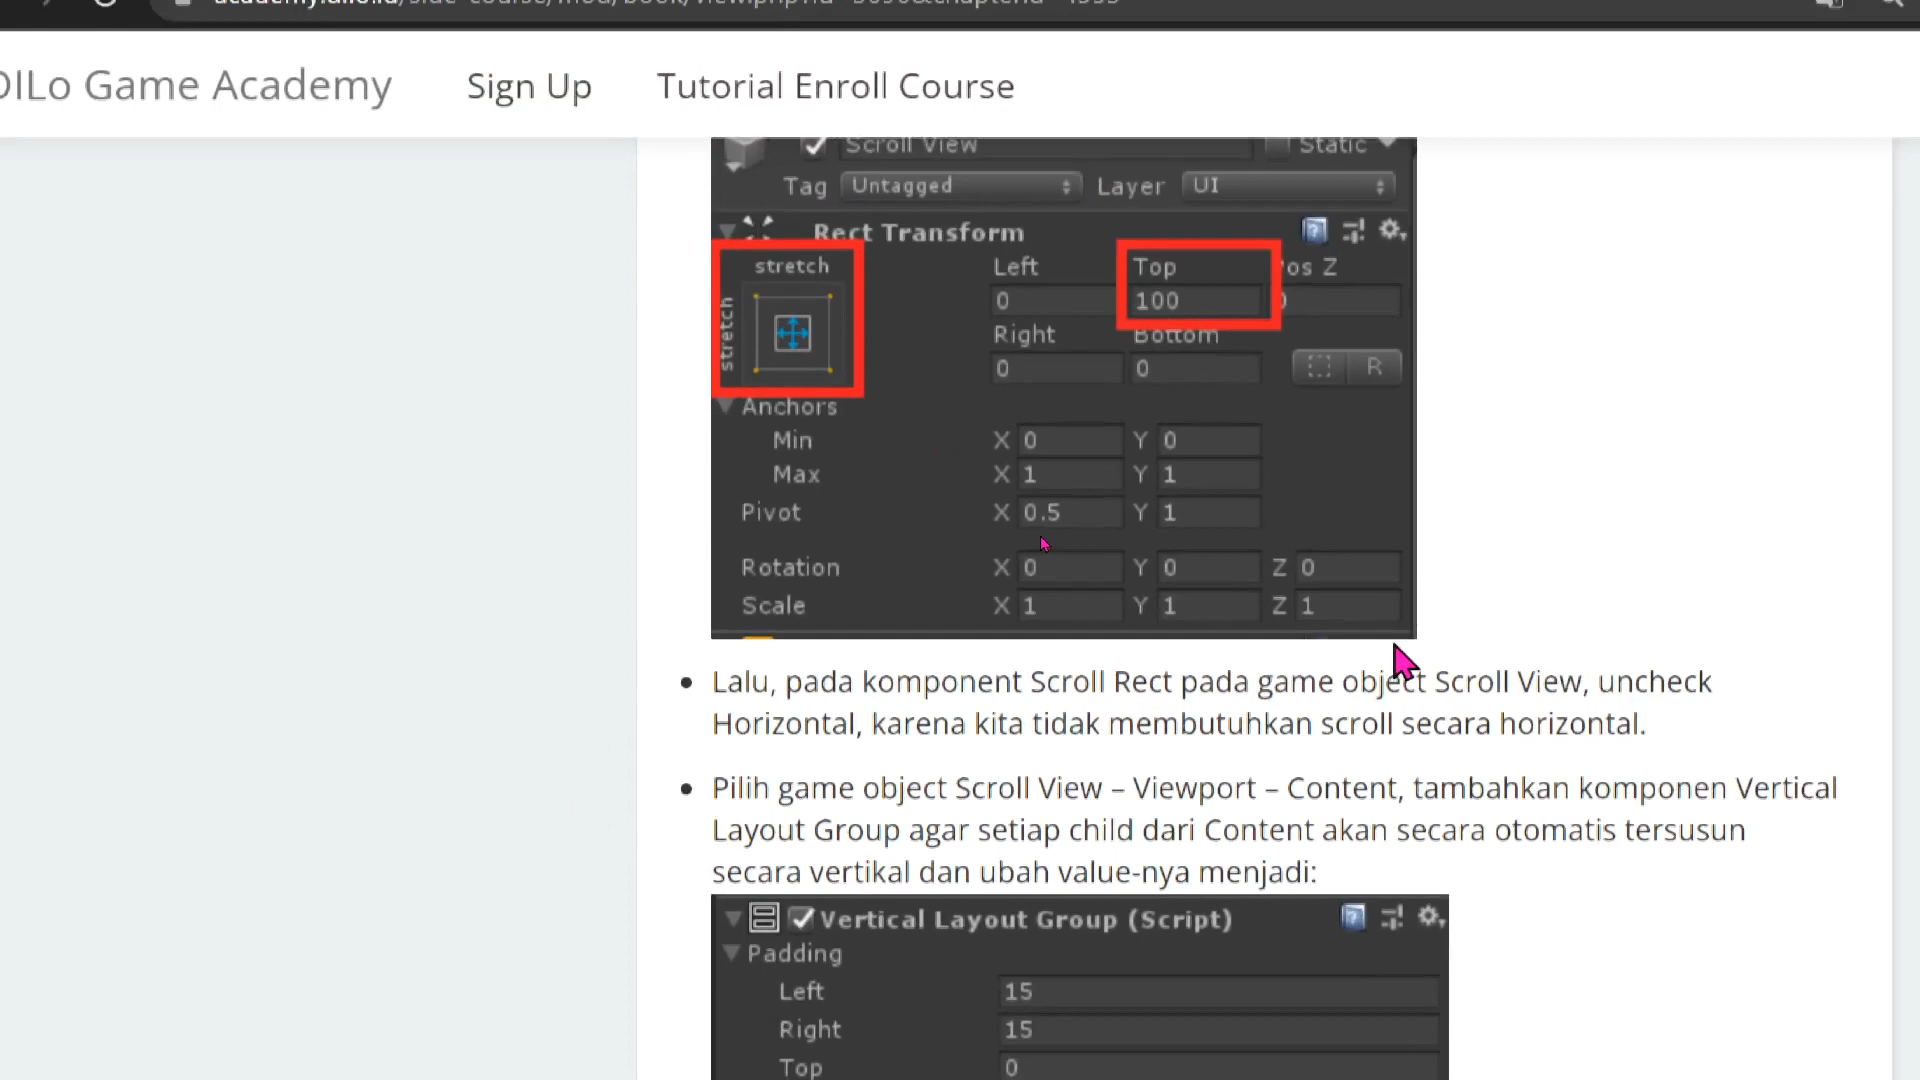 DILo Game Academy Sign Up Tutorial Enroll Course
Scroll View Static
Tag Untagged Layer UI
Rect Transform
stretch Left Top Pos Z
stretch 0 100 0
Right Bottom
0 0 R
Anchors
Min X 0 Y 0
Max X 1 Y 1
Pivot X 0.5 Y 1
Rotation X 0 Y 0 Z 0
Scale X 1 Y 1 Z 1
• Lalu, pada komponent Scroll Rect pada game object Scroll View, uncheck
Horizontal, karena kita tidak membutuhkan scroll secara horizontal.
• Pilih game object Scroll View – Viewport – Content, tambahkan komponen Vertical
Layout Group agar setiap child dari Content akan secara otomatis tersusun
secara vertikal dan ubah value-nya menjadi:
Vertical Layout Group (Script)
Padding
Left 15
Right 15
Top 0